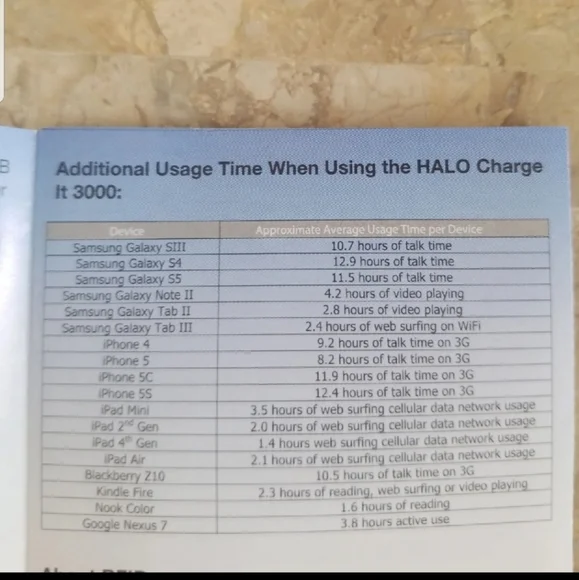 Additional Usage Time When Using the HALO Charge
It 3000:
Device Approximate Average Usage Time per Device
Samsung Galaxy SIII 10.7 hours of talk time
Samsung Galaxy S4 12.9 hours of talk time
Samsung Galaxy S5 11.5 hours of talk time
Samsung Galaxy Note II 4.2 hours of video playing
Samsung Galaxy Tab II 2.8 hours of video playing
Samsung Galaxy Tab III 2.4 hours of web surfing on WiFi
iPhone 4 9.2 hours of talk time on 3G
iPhone 5 8.2 hours of talk time on 3G
iPhone 5C 11.9 hours of talk time on 3G
iPhone 5S 12.4 hours of talk time on 3G
iPad Mini 3.5 hours of web surfing cellular data network usage
iPad 2nd Gen 2.0 hours of web surfing cellular data network usage
iPad 4th Gen 1.4 hours web surfing cellular data network usage
iPad Air 2.1 hours of web surfing cellular data network usage
Blackberry Z10 10.5 hours of talk time on 3G
Kindle Fire 2.3 hours of reading, web surfing or video playing
Nook Color 1.6 hours of reading
Google Nexus 7 3.8 hours active use